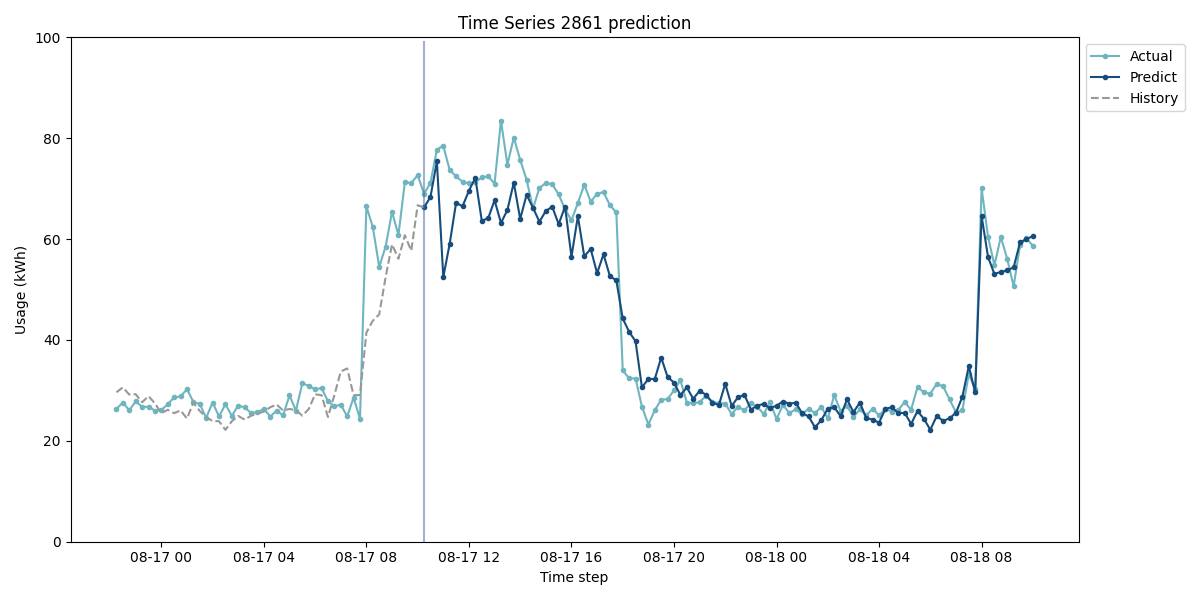 Time Series 2861 prediction
100
80
60
40
20
0
Usage (kWh)
08-17 00
08-17 04
08-17 08
08-17 12
08-17 16
08-17 20
08-18 00
08-18 04
08-18 08
Time step
Actual
Predict
History